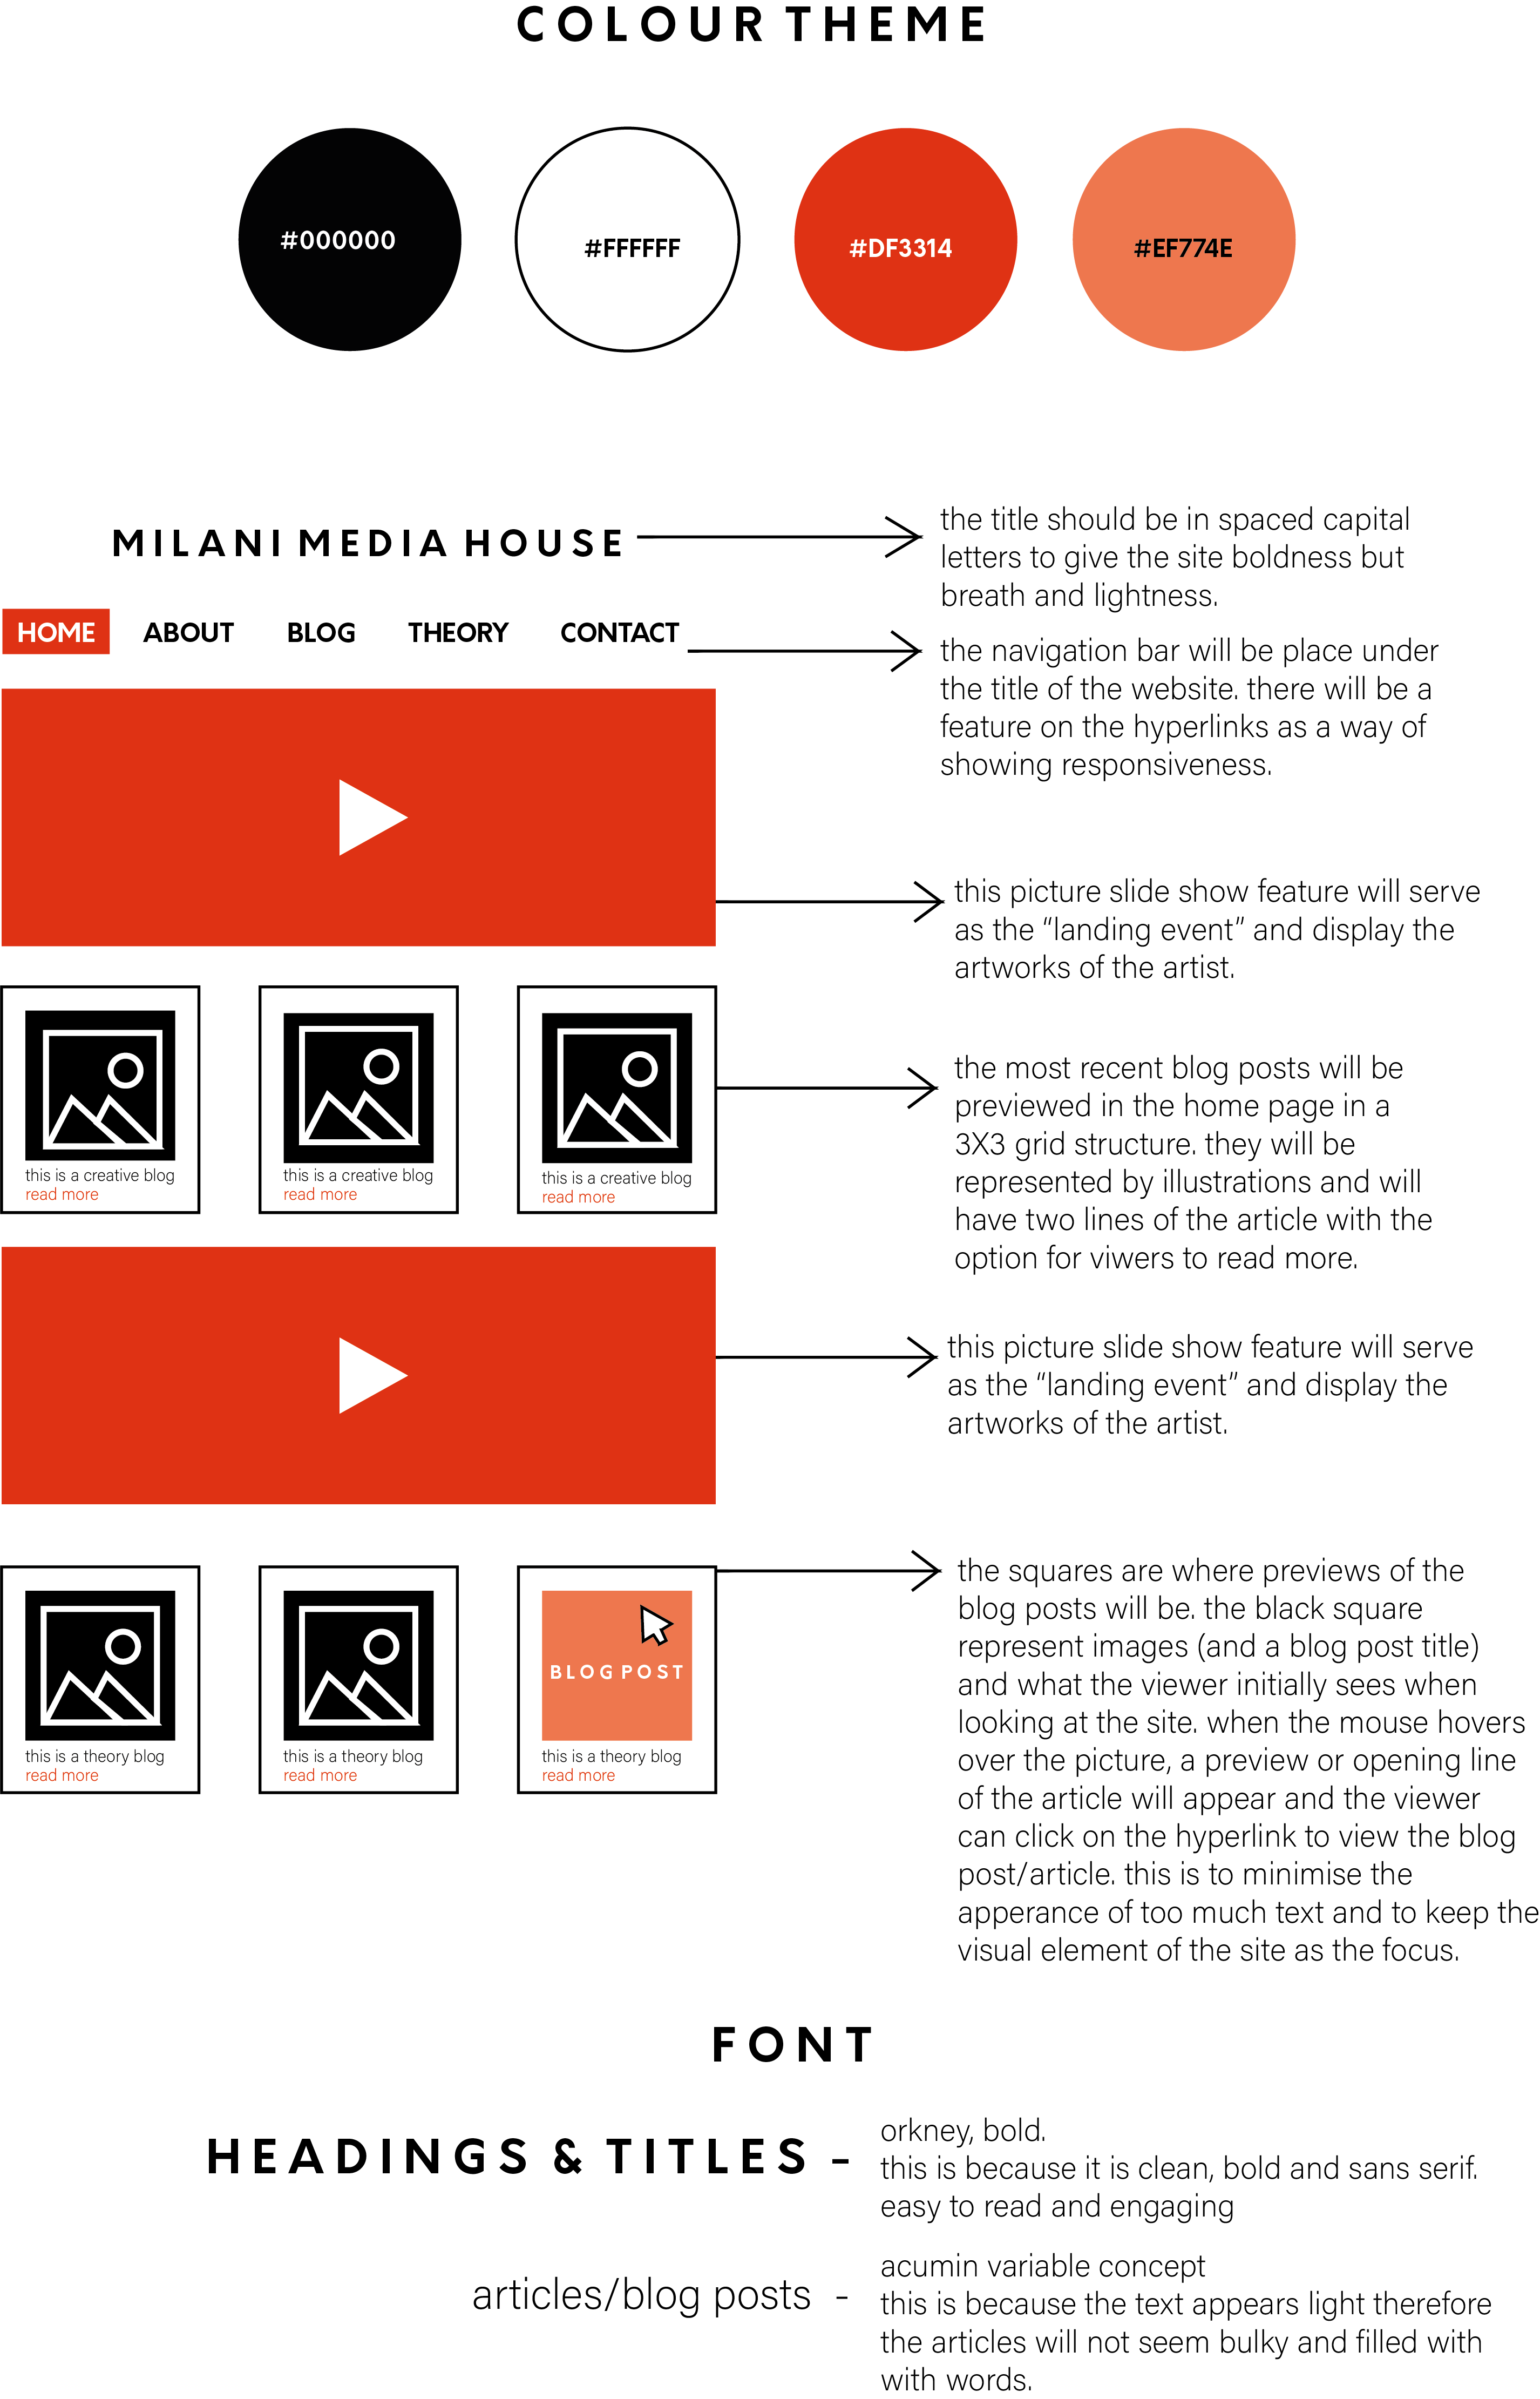 COLOUR THEME
#000000
#FFFFFF
#DF3314
#EF774E
MILANI MEDIA HOUSE
the title should be in spaced capital
letters to give the site boldness but
breath and lightness.
HOME
ABOUT
BLOG
THEORY
CONTACT
the navigation bar will be place under
the title of the website. there will be a
feature on the hyperlinks as a way of
showing responsiveness.
this picture slide show feature will serve
as the “landing event” and display the
artworks of the artist.
this is a creative blog
read more
this is a creative blog
read more
this is a creative blog
read more
the most recent blog posts will be
previewed in the home page in a
3X3 grid structure. they will be
represented by illustrations and will
have two lines of the article with the
option for viwers to read more.
this picture slide show feature will serve
as the “landing event” and display the
artworks of the artist.
this is a theory blog
read more
this is a theory blog
read more
BLOG POST
this is a theory blog
read more
the squares are where previews of the
blog posts will be. the black square
represent images (and a blog post title)
and what the viewer initially sees when
looking at the site. when the mouse hovers
over the picture, a preview or opening line
of the article will appear and the viewer
can click on the hyperlink to view the blog
post/article. this is to minimise the
apperance of too much text and to keep the
visual element of the site as the focus.
FONT
HEADINGS & TITLES -
orkney, bold.
this is because it is clean, bold and sans serif.
easy to read and engaging
articles/blog posts -
acumin variable concept
this is because the text appears light therefore
the articles will not seem bulky and filled with
with words.